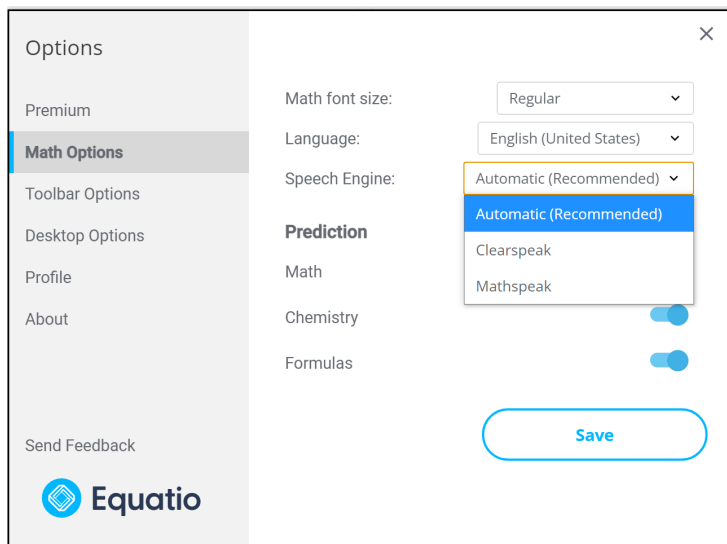 Options
Premium
Math Options
Toolbar Options
Desktop Options
Profile
About
Send Feedback
Equatio
Math font size: Regular
Language: English (United States)
Speech Engine: Automatic (Recommended)
Automatic (Recommended)
Clearspeak
Mathspeak
Prediction
Math
Chemistry
Formulas
Save